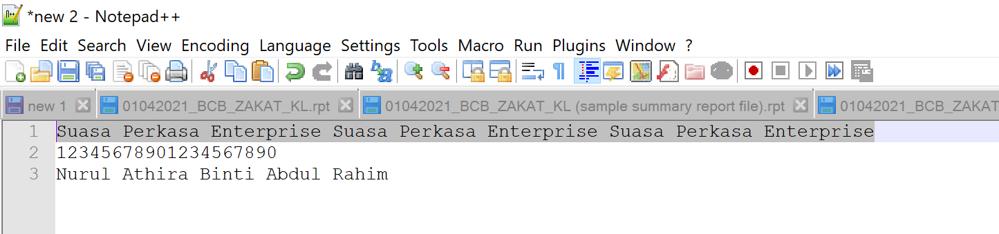 *new 2 - Notepad++
File Edit Search View Encoding Language Settings Tools Macro Run Plugins Window ?
new 1 01042021_BCB_ZAKAT_KL.rpt 01042021_BCB_ZAKAT_KL (sample summary report file).rpt 01042021_BCB_ZAKAT
1 Suasa Perkasa Enterprise Suasa Perkasa Enterprise Suasa Perkasa Enterprise
2 12345678901234567890
3 Nurul Athira Binti Abdul Rahim